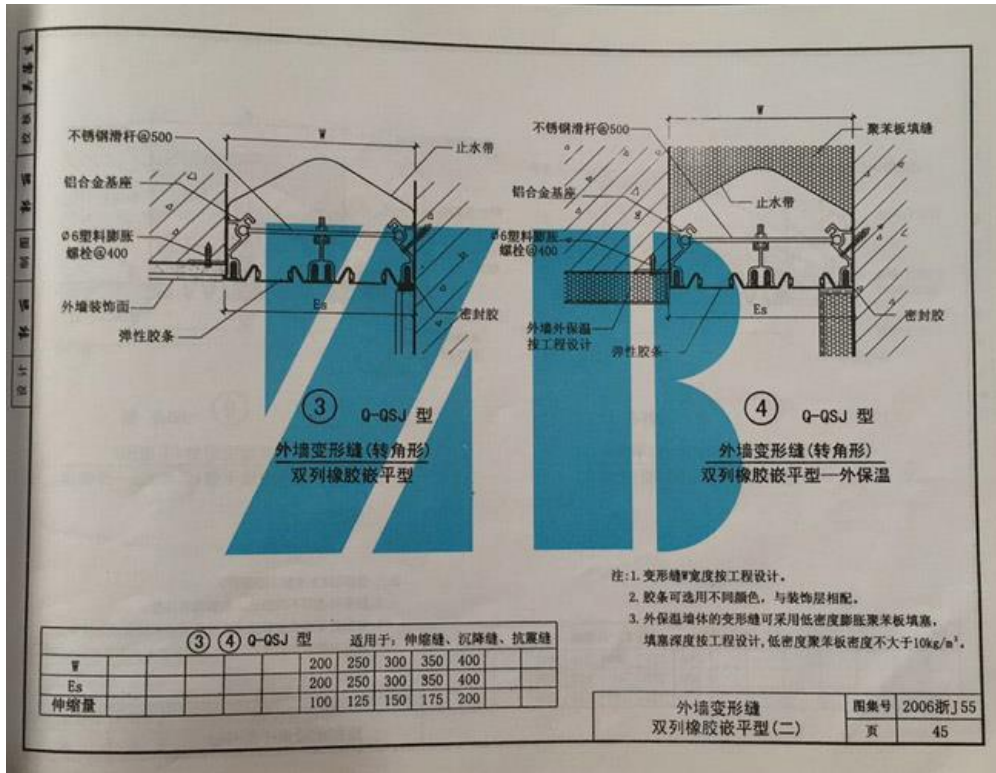 W
不锈钢滑杆@500
止水带
铝合金基座
φ6塑料膨胀
螺栓@400
外墙装饰面
Es
密封胶
弹性胶条
③ Q-QSJ 型
外墙变形缝(转角形)
双列橡胶嵌平型
W
不锈钢滑杆@500
聚苯板填缝
铝合金基座
止水带
φ6塑料膨胀
螺栓@400
Es
外墙外保温
按工程设计
密封胶
弹性胶条
④ Q-QSJ 型
外墙变形缝(转角形)
双列橡胶嵌平型—外保温
注:1. 变形缝W宽度按工程设计。
2. 胶条可选用不同颜色，与装饰层相配。
3. 外保温墙体的变形缝可采用低密度膨胀聚苯板填塞，
填塞深度按工程设计,低密度聚苯板密度不大于10kg/m³。
③ ④ Q-QSJ 型 适用于: 伸缩缝、沉降缝、抗震缝
W 200 250 300 350 400
Es 200 250 300 350 400
伸缩量 100 125 150 175 200
外墙变形缝
双列橡胶嵌平型(二)
图集号 2006浙J55
页 45
ZJB